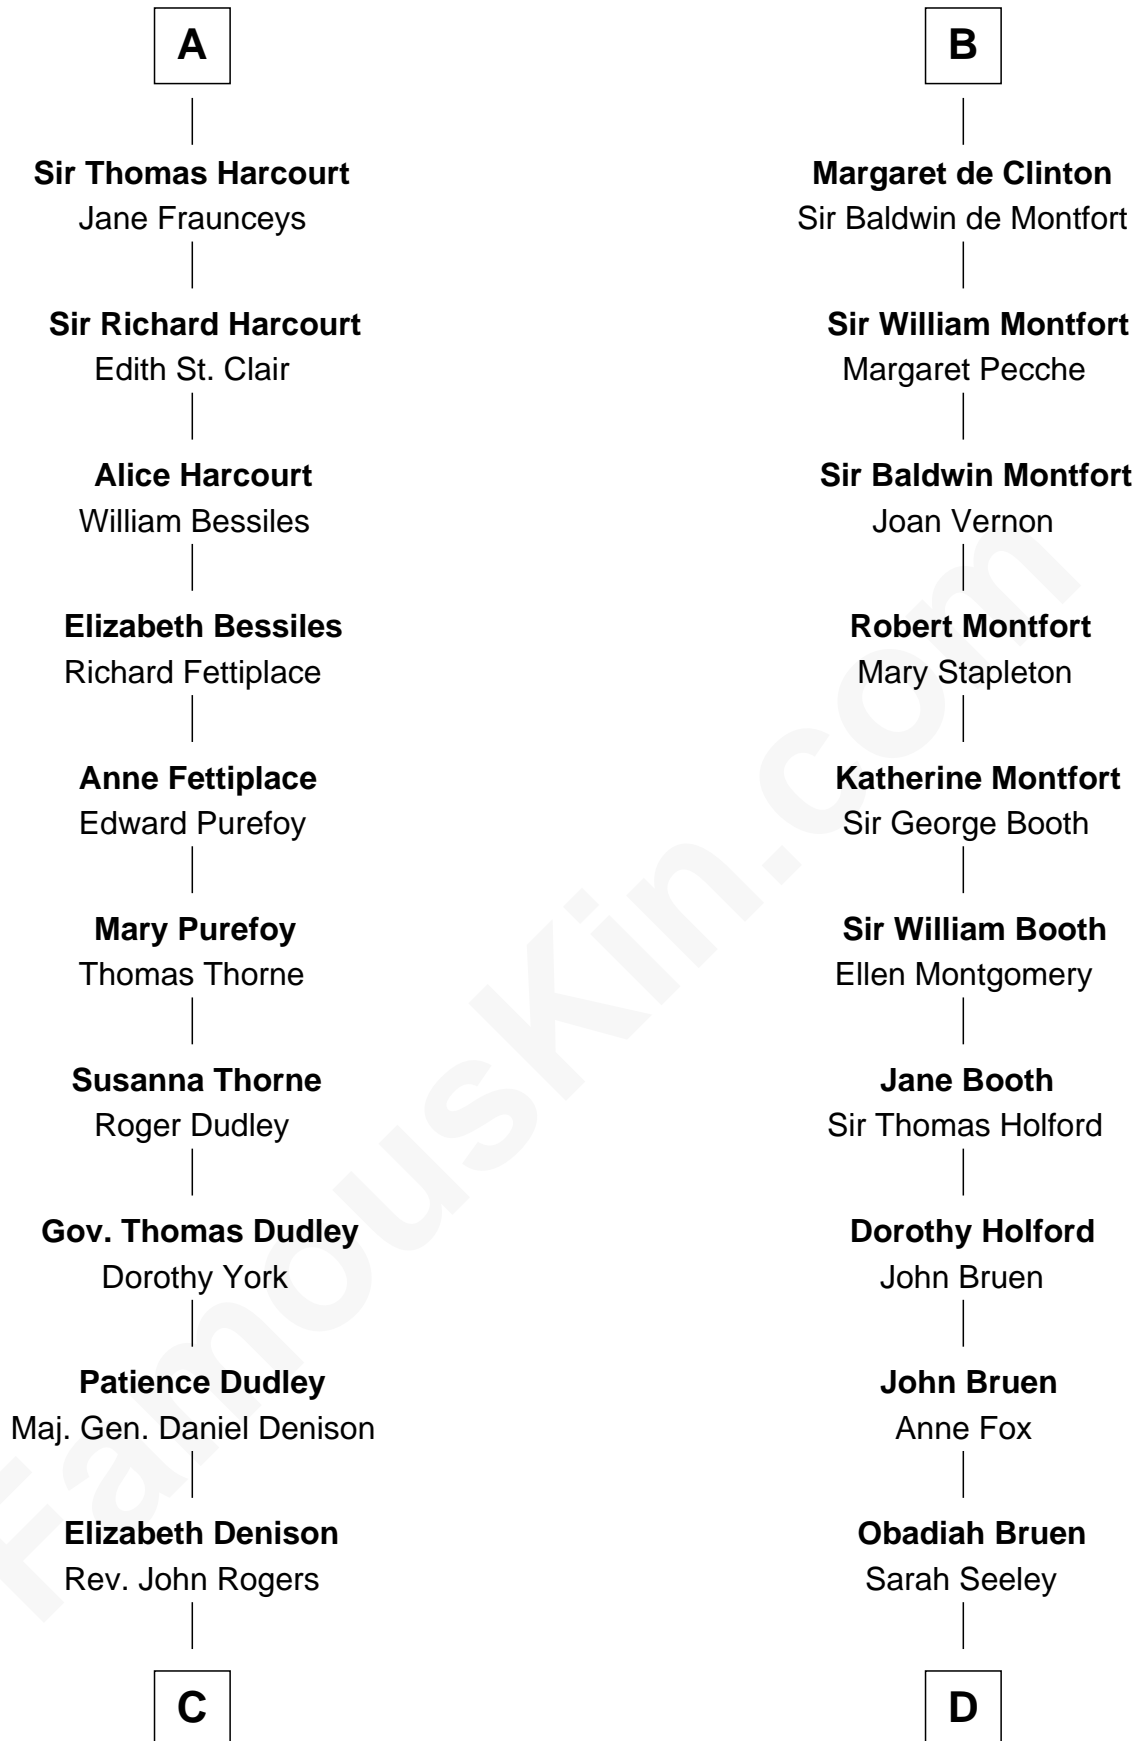 A
Sir Thomas Harcourt
Jane Fraunceys
Sir Richard Harcourt
Edith St. Clair
Alice Harcourt
William Bessiles
Elizabeth Bessiles
Richard Fettiplace
Anne Fettiplace
Edward Purefoy
Mary Purefoy
Thomas Thorne
Susanna Thorne
Roger Dudley
Gov. Thomas Dudley
Dorothy York
Patience Dudley
Maj. Gen. Daniel Denison
Elizabeth Denison
Rev. John Rogers
C
B
Margaret de Clinton
Sir Baldwin de Montfort
Sir William Montfort
Margaret Pecche
Sir Baldwin Montfort
Joan Vernon
Robert Montfort
Mary Stapleton
Katherine Montfort
Sir George Booth
Sir William Booth
Ellen Montgomery
Jane Booth
Sir Thomas Holford
Dorothy Holford
John Bruen
John Bruen
Anne Fox
Obadiah Bruen
Sarah Seeley
D
FamousKin.com